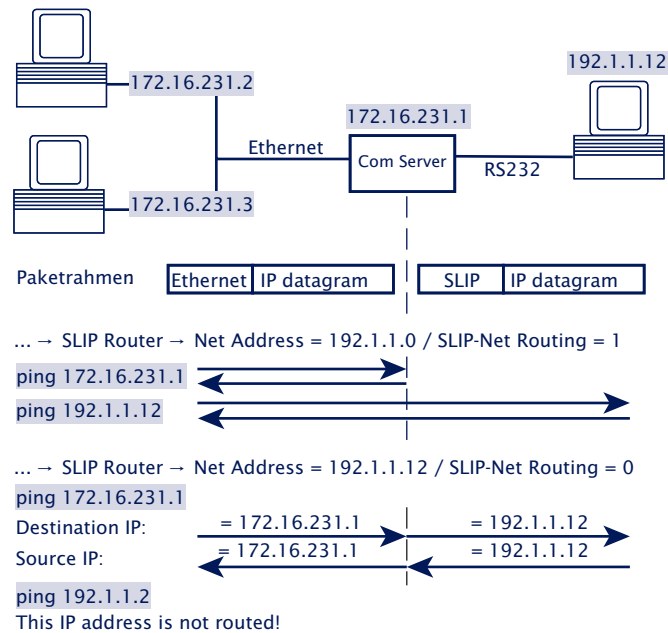 192.1.1.12
172.16.231.2
172.16.231.1
Ethernet
Com Server
RS232
172.16.231.3
Paketrahmen
Ethernet IP datagram
SLIP IP datagram
... → SLIP Router → Net Address = 192.1.1.0 / SLIP-Net Routing = 1
ping 172.16.231.1
ping 192.1.1.12
... → SLIP Router → Net Address = 192.1.1.12 / SLIP-Net Routing = 0
ping 172.16.231.1
Destination IP: = 172.16.231.1 = 192.1.1.12
Source IP: = 172.16.231.1 = 192.1.1.12
ping 192.1.1.2
This IP address is not routed!